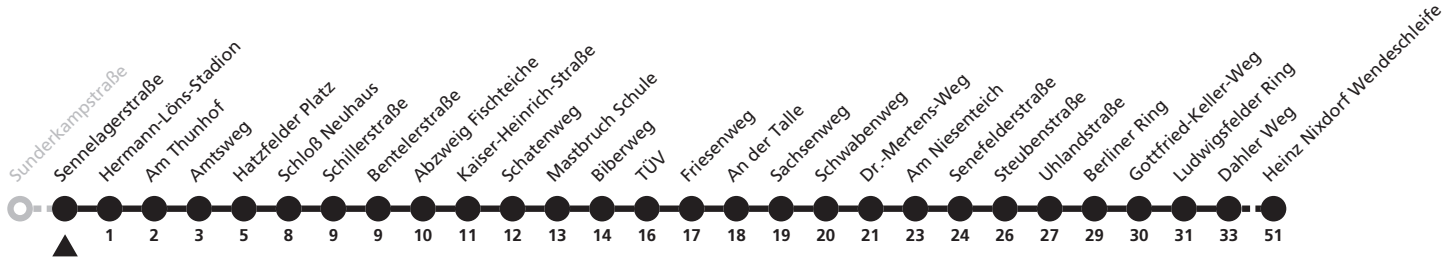 Sunderkampstraße
Sennelagerstraße
Hermann-Löns-Stadion
Am Thunhof
Amtsweg
Hatzfelder Platz
Schloß Neuhaus
Schillerstraße
Bentelerstraße
Abzweig Fischteiche
Kaiser-Heinrich-Straße
Schatenweg
Mastbruch Schule
Biberweg
TÜV
Friesenweg
An der Talle
Sachsenweg
Schwabenweg
Dr.-Mertens-Weg
Am Niesenteich
Senefelderstraße
Steubenstraße
Uhlandstraße
Berliner Ring
Gottfried-Keller-Weg
Ludwigsfelder Ring
Dahler Weg
Heinz Nixdorf Wendeschleife
1 2 3 5 8 9 9 10 11 12 13 14 16 17 18 19 20 21 23 24 26 27 29 30 31 33 51